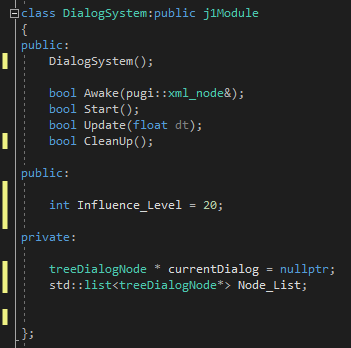 class DialogSystem:public j1Module
{
public:
DialogSystem();
bool Awake(pugi::xml_node&);
bool Start();
bool Update(float dt);
bool CleanUp();
public:
int Influence_Level = 20;
private:
treeDialogNode * currentDialog = nullptr;
std::list<treeDialogNode*> Node_List;
};